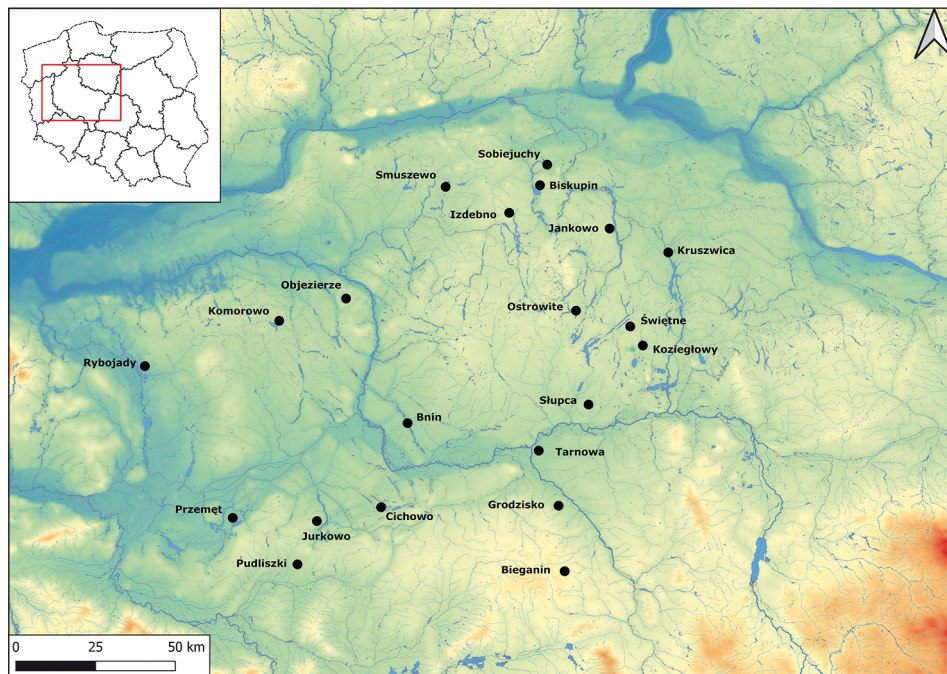 Sobiejuchy
Smuszewo
Biskupin
Izdebno
Jankowo
Kruszwica
Objezierze
Komorowo
Ostrowite
Świętne
Koziegłowy
Rybojady
Słupca
Bnin
Tarnowa
Przemęt
Grodzisko
Cichowo
Jurkowo
Pudliszki
Bieganin
0 25 50 km